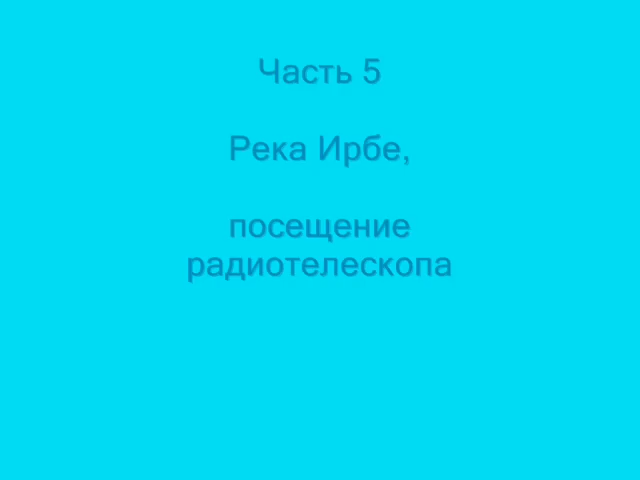 Часть 5
Река Ирбе,
посещение
радиотелескопа